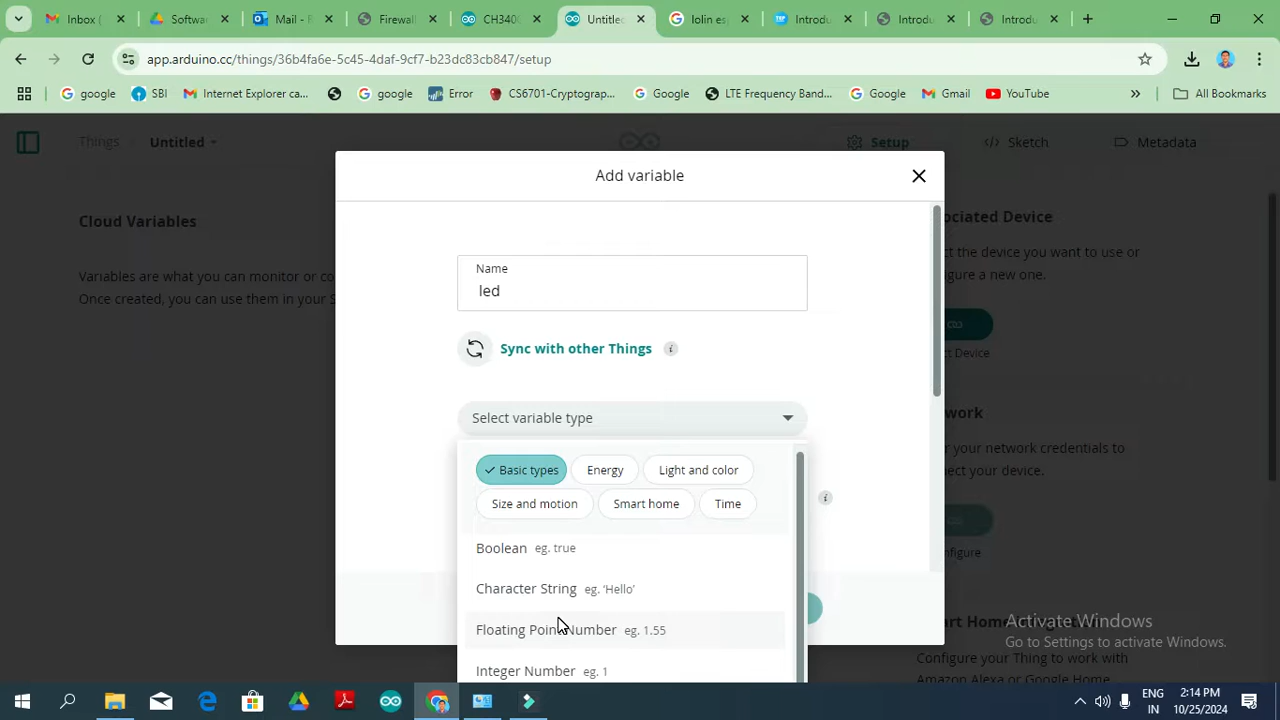 Inbox (
Softwa
Mail - R
Firewall
CH340
Untitle
lolin es
Introdu
Introdu
Introdu
app.arduino.cc/things/36b4fa6e-5c45-4daf-9cf7-b23dc83cb847/setup
google
SBI
Internet Explorer ca...
google
Error
CS6701-Cryptogra...
Google
LTE Frequency Band...
Google
Gmail
YouTube
All Bookmarks
Things
Untitled
Setup
</> Sketch
Metadata
Add variable
Cloud Variables
ociated Device
Variables are what you can monitor or co
Once created, you can use them in your S
t the device you want to use or
gure a new one.
Name
led
ct Device
Sync with other Things
i
work
Select variable type
r your network credentials to
ect your device.
Basic types
Energy
Light and color
Size and motion
Smart home
Time
i
Boolean eg. true
figure
Character String eg. 'Hello'
Floating Point Number eg. 1.55
Integer Number eg. 1
Activate Windows
Go to Settings to activate Windows.
Configure your Thing to work with
Amazon Alexa or Google Home
ENG
IN
2:14 PM
10/25/2024